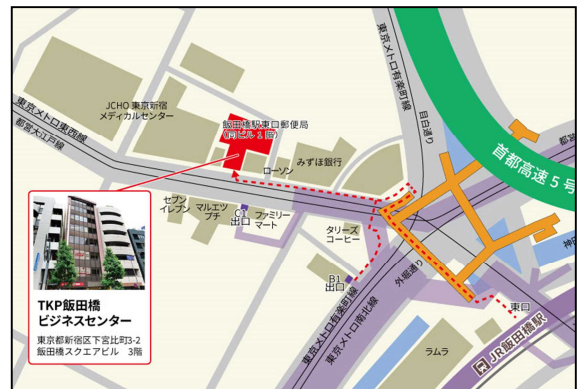 東京メトロ有楽町線
目白通り
JCHO 東京新宿
メディカルセンター
東京メトロ東西線
都営大江戸線
飯田橋駅東口郵便局
(同ビル1階)
みずほ銀行
ローソン
首都高速5号
セブン
イレブン
マルエツ
プチ
C1
出口
ファミリー
マート
タリーズ
コーヒー
B1
出口
外堀通り
東京メトロ有楽町線
東京メトロ南北線
東口
JR飯田橋駅
ラムラ
TKP飯田橋
ビジネスセンター
東京都新宿区下宮比町3-2
飯田橋スクエアビル 3階